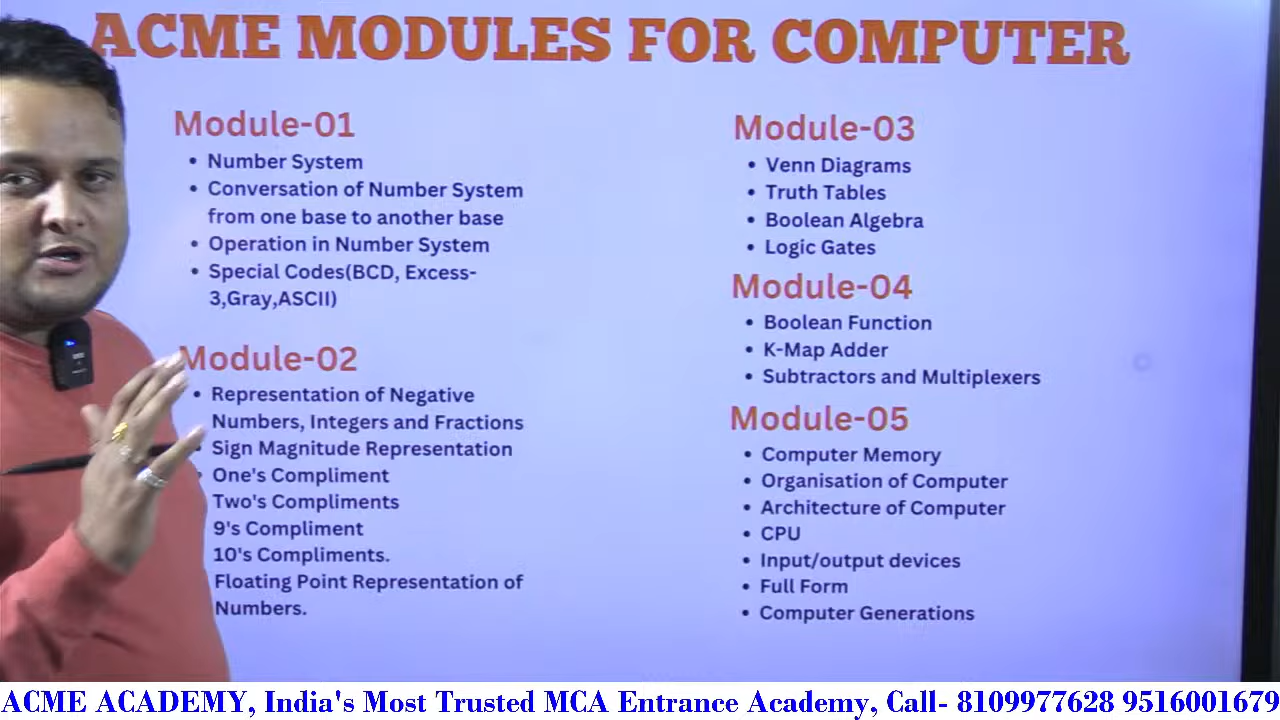 ACME MODULES FOR COMPUTER
Module-01
• Number System
• Conversation of Number System
from one base to another base
• Operation in Number System
• Special Codes(BCD, Excess-
3,Gray,ASCII)
Module-02
• Representation of Negative
Numbers, Integers and Fractions
• Sign Magnitude Representation
• One's Compliment
Two's Compliments
9's Compliment
10's Compliments.
Floating Point Representation of
Numbers.
Module-03
• Venn Diagrams
• Truth Tables
• Boolean Algebra
• Logic Gates
Module-04
• Boolean Function
• K-Map Adder
• Subtractors and Multiplexers
Module-05
• Computer Memory
• Organisation of Computer
• Architecture of Computer
• CPU
• Input/output devices
• Full Form
• Computer Generations
ACME ACADEMY, India's Most Trusted MCA Entrance Academy, Call- 8109977628 9516001679